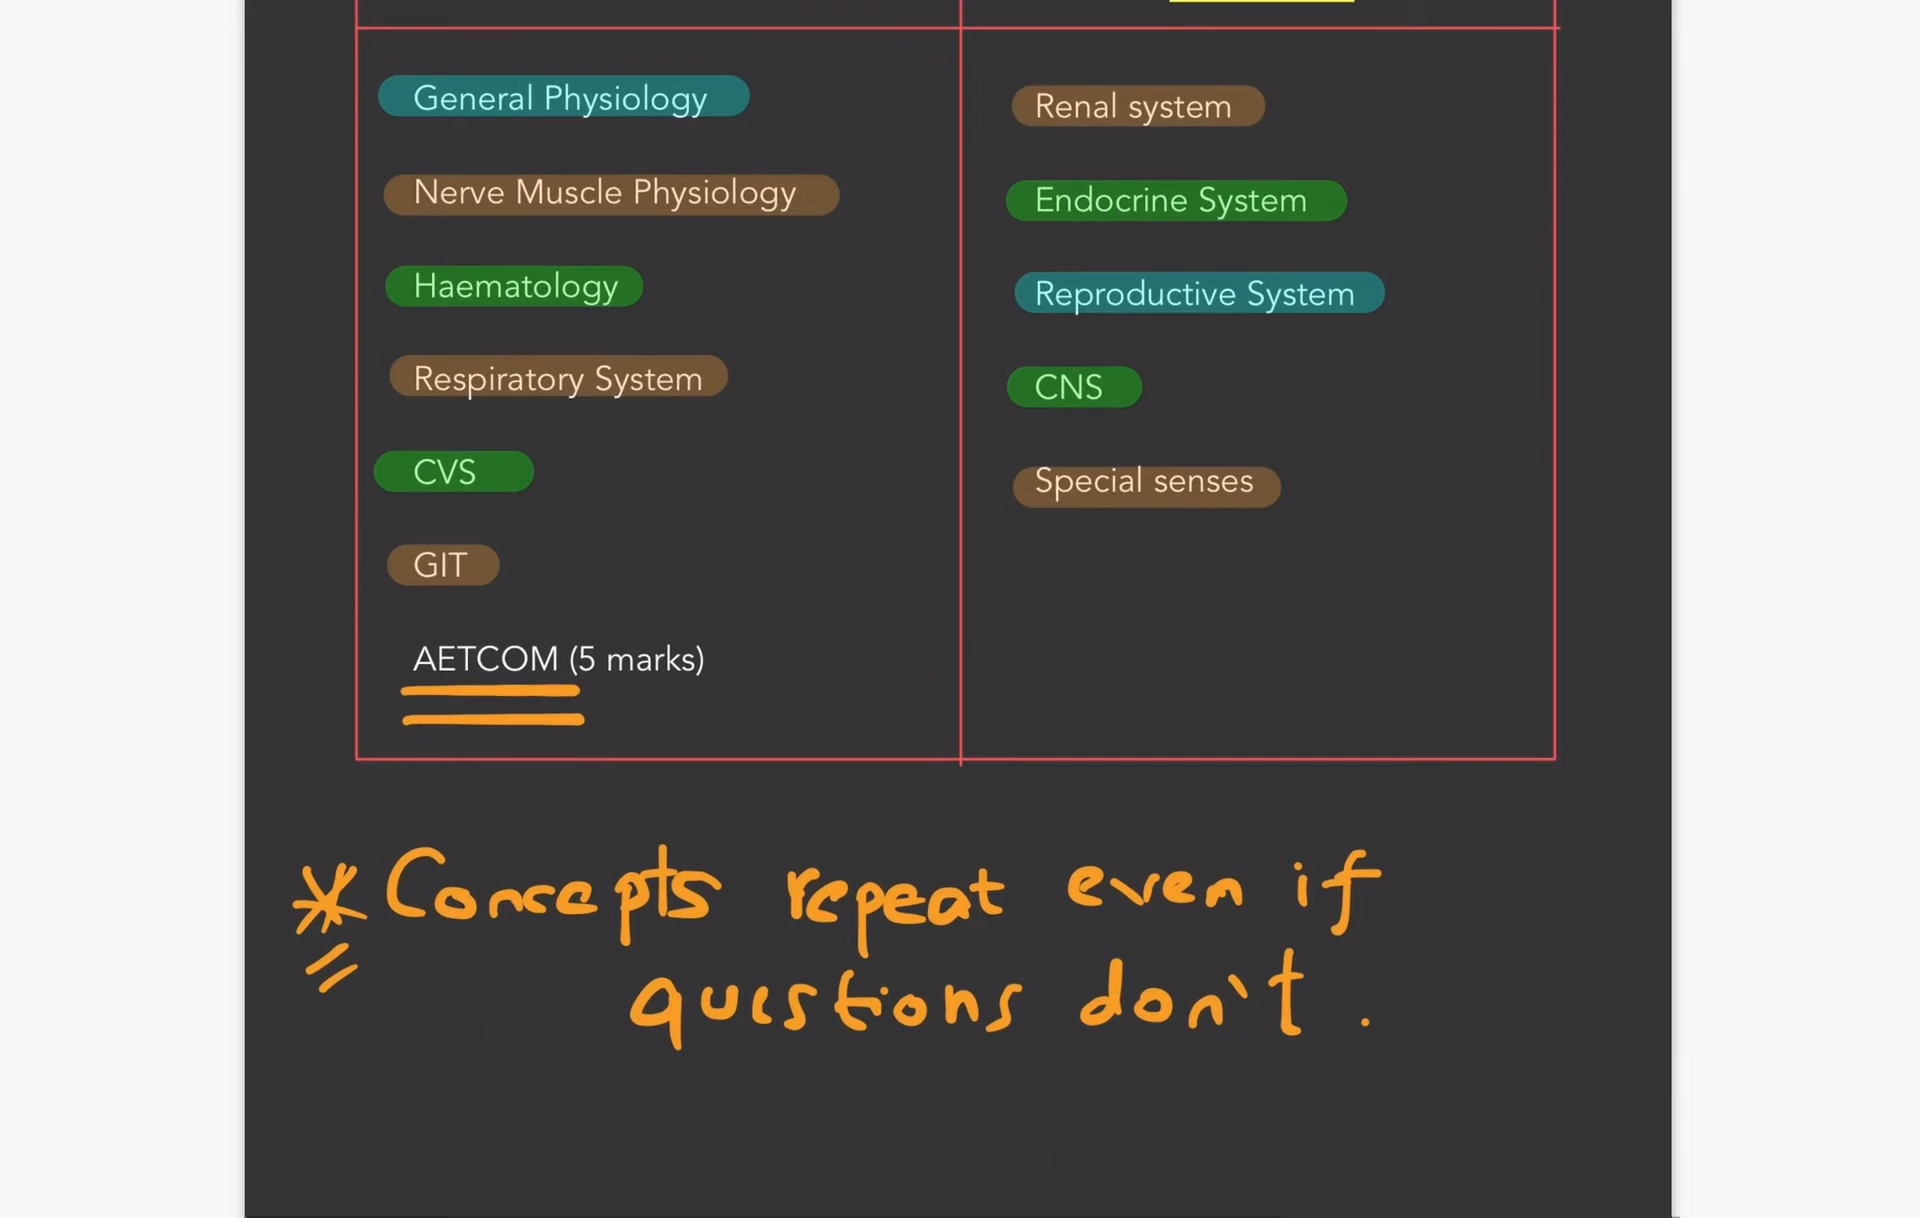 General Physiology
Nerve Muscle Physiology
Haematology
Respiratory System
CVS
GIT
AETCOM (5 marks)
Renal system
Endocrine System
Reproductive System
CNS
Special senses
* Concepts repeat even if
questions don't.